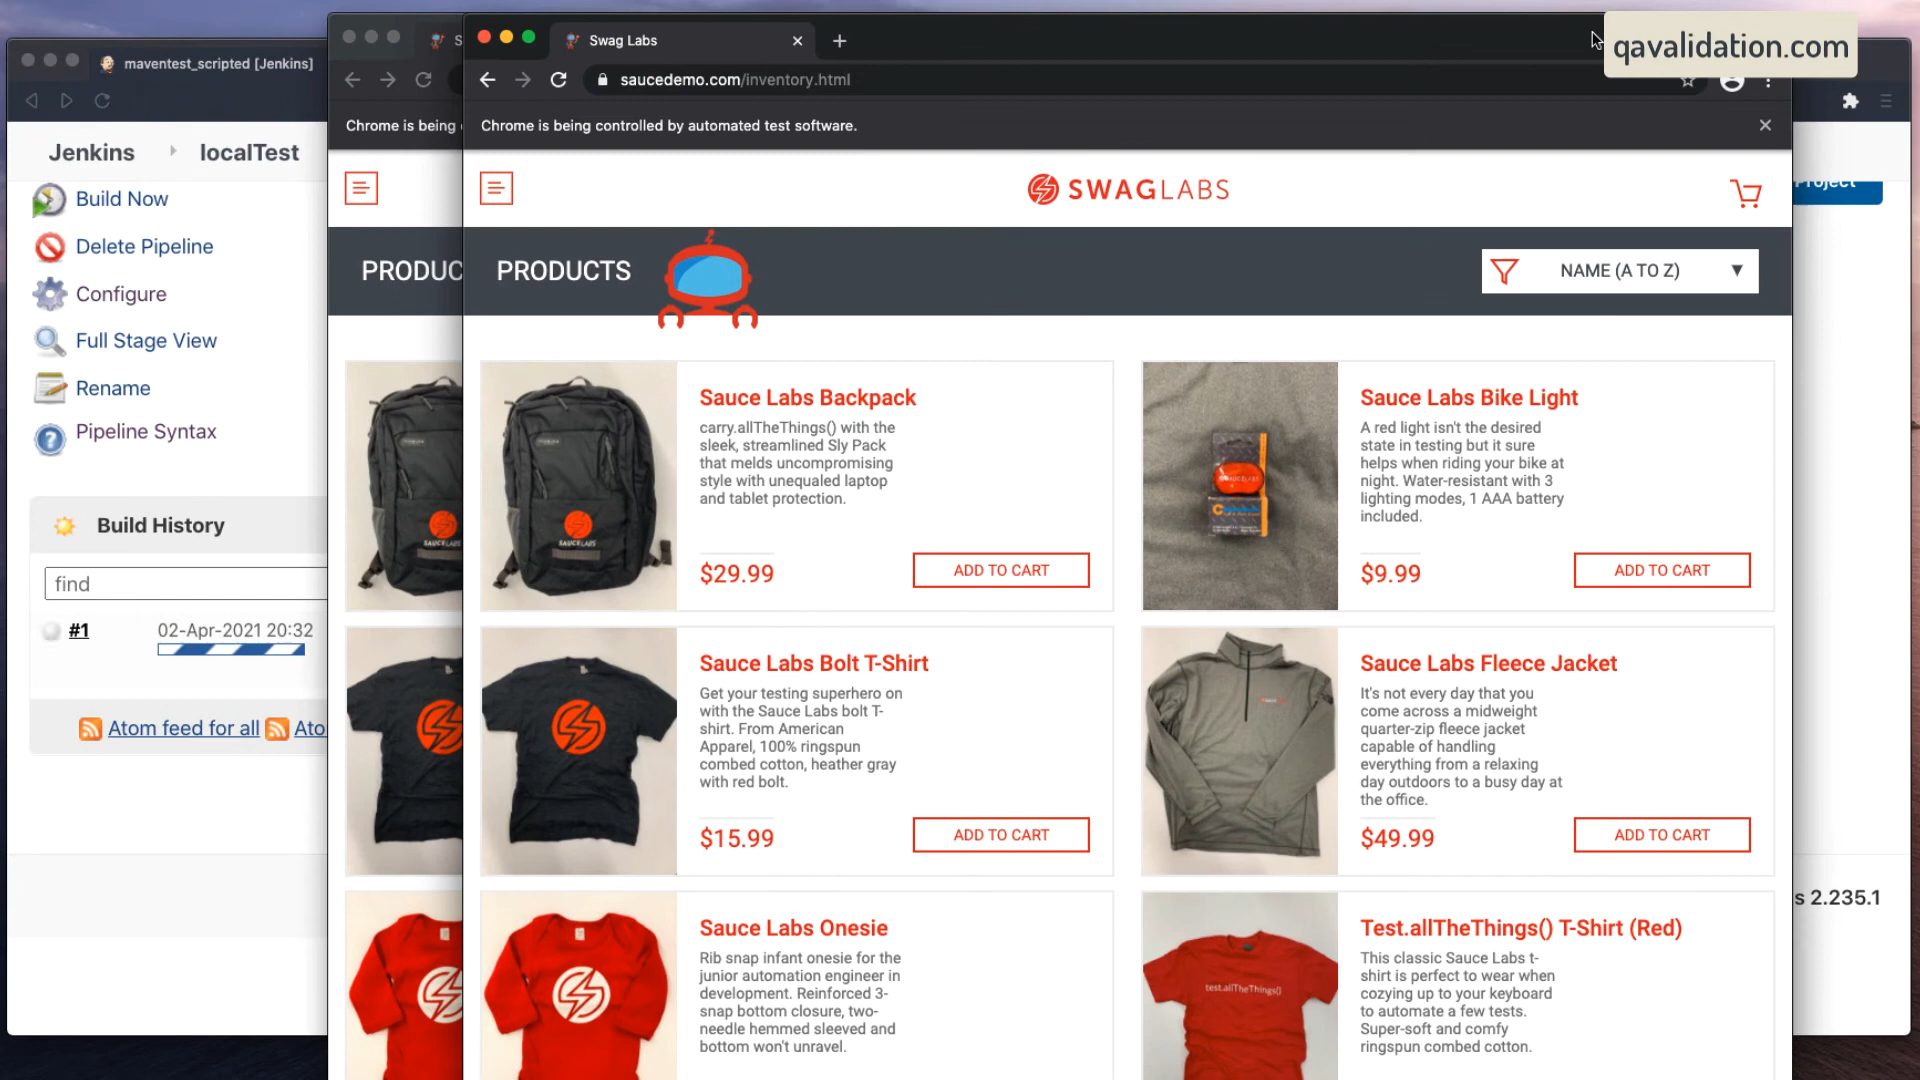 maventest_scripted [Jenkins]
S
Swag Labs
qavalidation.com
saucedemo.com/inventory.html
Chrome is being
Chrome is being controlled by automated test software.
Jenkins
localTest
SWAGLABS
Project
Build Now
Delete Pipeline
Configure
Full Stage View
Rename
Pipeline Syntax
Build History
find
#1
02-Apr-2021 20:32
Atom feed for all
Ato
PRODUC
PRODUCTS
NAME (A TO Z)
SAUCELABS
SAUCELABS
Sauce Labs Backpack
carry.allTheThings() with the
sleek, streamlined Sly Pack
that melds uncompromising
style with unequaled laptop
and tablet protection.
$29.99
ADD TO CART
Sauce Labs Bike Light
A red light isn't the desired
state in testing but it sure
helps when riding your bike at
night. Water-resistant with 3
lighting modes, 1 AAA battery
included.
$9.99
ADD TO CART
Sauce Labs Bolt T-Shirt
Get your testing superhero on
with the Sauce Labs bolt T-
shirt. From American
Apparel, 100% ringspun
combed cotton, heather gray
with red bolt.
$15.99
ADD TO CART
Sauce Labs Fleece Jacket
It's not every day that you
come across a midweight
quarter-zip fleece jacket
capable of handling
everything from a relaxing
day outdoors to a busy day at
the office.
$49.99
ADD TO CART
Sauce Labs Onesie
Rib snap infant onesie for the
junior automation engineer in
development. Reinforced 3-
snap bottom closure, two-
needle hemmed sleeved and
bottom won't unravel.
test.allTheThings()
Test.allTheThings() T-Shirt (Red)
This classic Sauce Labs t-
shirt is perfect to wear when
cozying up to your keyboard
to automate a few tests.
Super-soft and comfy
ringspun combed cotton.
s 2.235.1